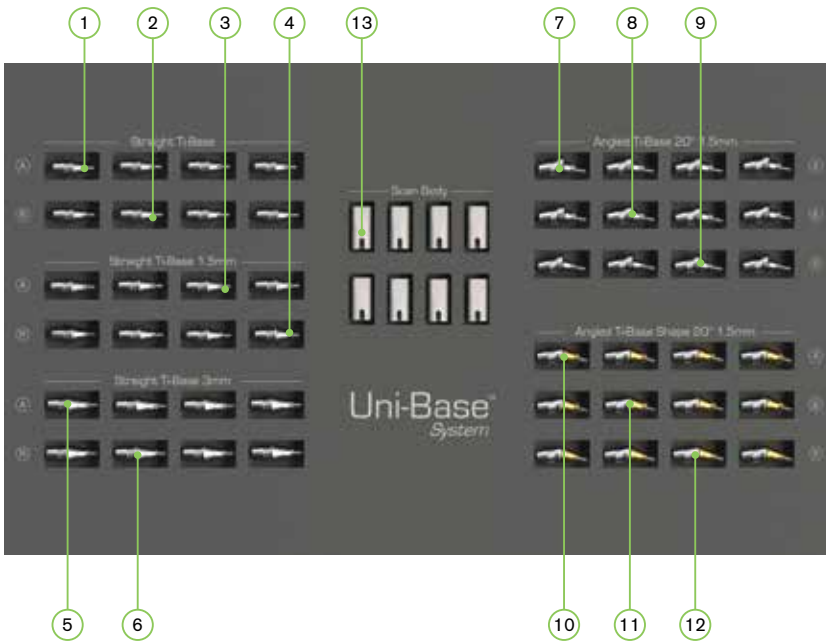 1 2 3 4 13 7 8 9
Straight Ti-Base
Angled Ti-Base 20° 1.5mm
Scan Body
Straight Ti-Base 1.5mm
Angled Ti-Base Shape 20° 1.5mm
Straight Ti-Base 3mm
Uni-Base™
System
5 6 10 11 12